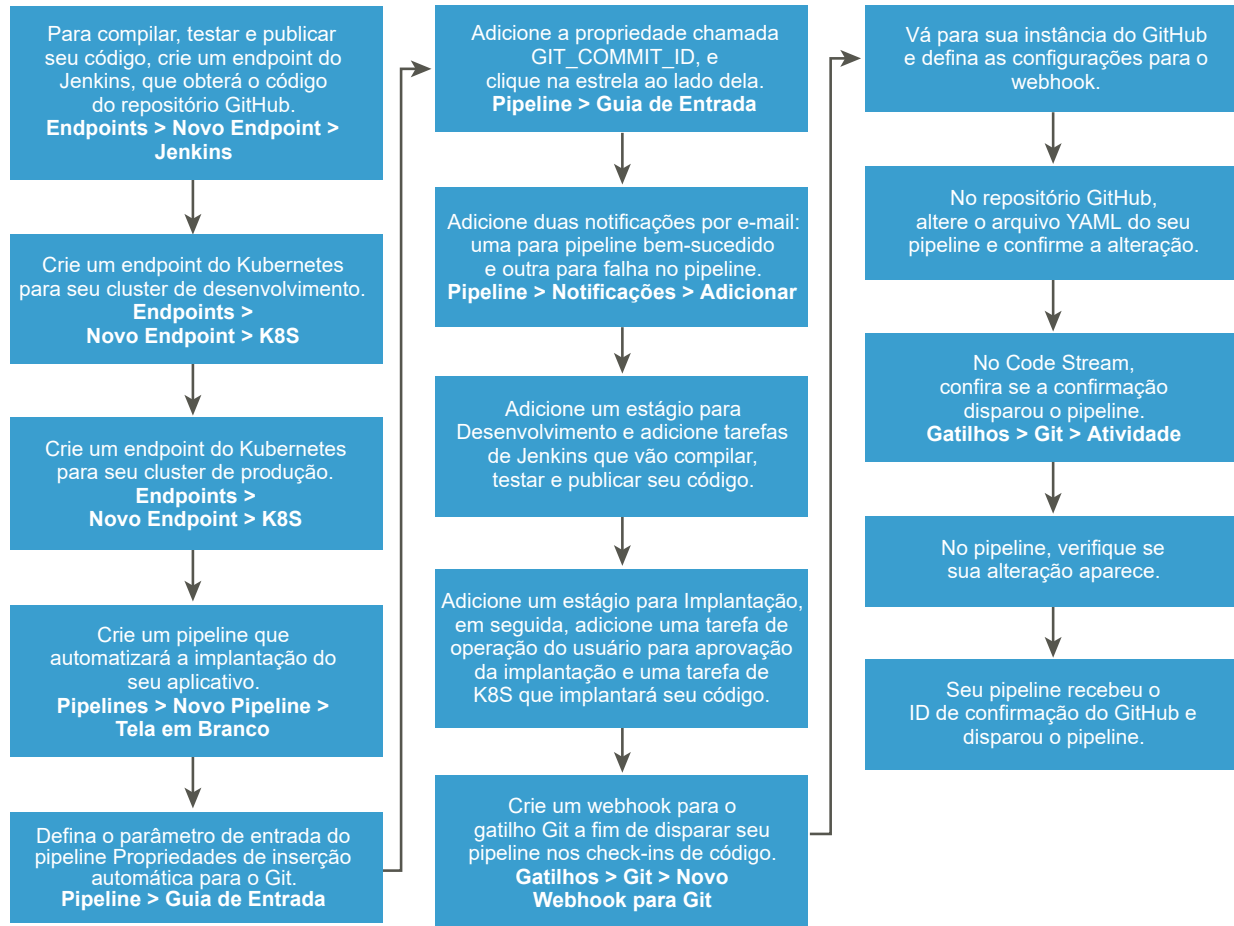 Para compilar, testar e publicar
seu código, crie um endpoint do
Jenkins, que obterá o código
do repositório GitHub.
Endpoints > Novo Endpoint >
Jenkins
Crie um endpoint do Kubernetes
para seu cluster de desenvolvimento.
Endpoints >
Novo Endpoint > K8S
Crie um endpoint do Kubernetes
para seu cluster de produção.
Endpoints >
Novo Endpoint > K8S
Crie um pipeline que
automatizará a implantação do
seu aplicativo.
Pipelines > Novo Pipeline >
Tela em Branco
Defina o parâmetro de entrada do
pipeline Propriedades de inserção
automática para o Git.
Pipeline > Guia de Entrada
Adicione a propriedade chamada
GIT_COMMIT_ID, e
clique na estrela ao lado dela.
Pipeline > Guia de Entrada
Adicione duas notificações por e-mail:
uma para pipeline bem-sucedido
e outra para falha no pipeline.
Pipeline > Notificações > Adicionar
Adicione um estágio para
Desenvolvimento e adicione tarefas
de Jenkins que vão compilar,
testar e publicar seu código.
Adicione um estágio para Implantação,
em seguida, adicione uma tarefa de
operação do usuário para aprovação
da implantação e uma tarefa de
K8S que implantará seu código.
Crie um webhook para o
gatilho Git a fim de disparar seu
pipeline nos check-ins de código.
Gatilhos > Git > Novo
Webhook para Git
Vá para sua instância do GitHub
e defina as configurações para o
webhook.
No repositório GitHub,
altere o arquivo YAML do seu
pipeline e confirme a alteração.
No Code Stream,
confira se a confirmação
disparou o pipeline.
Gatilhos > Git > Atividade
No pipeline, verifique se
sua alteração aparece.
Seu pipeline recebeu o
ID de confirmação do GitHub e
disparou o pipeline.